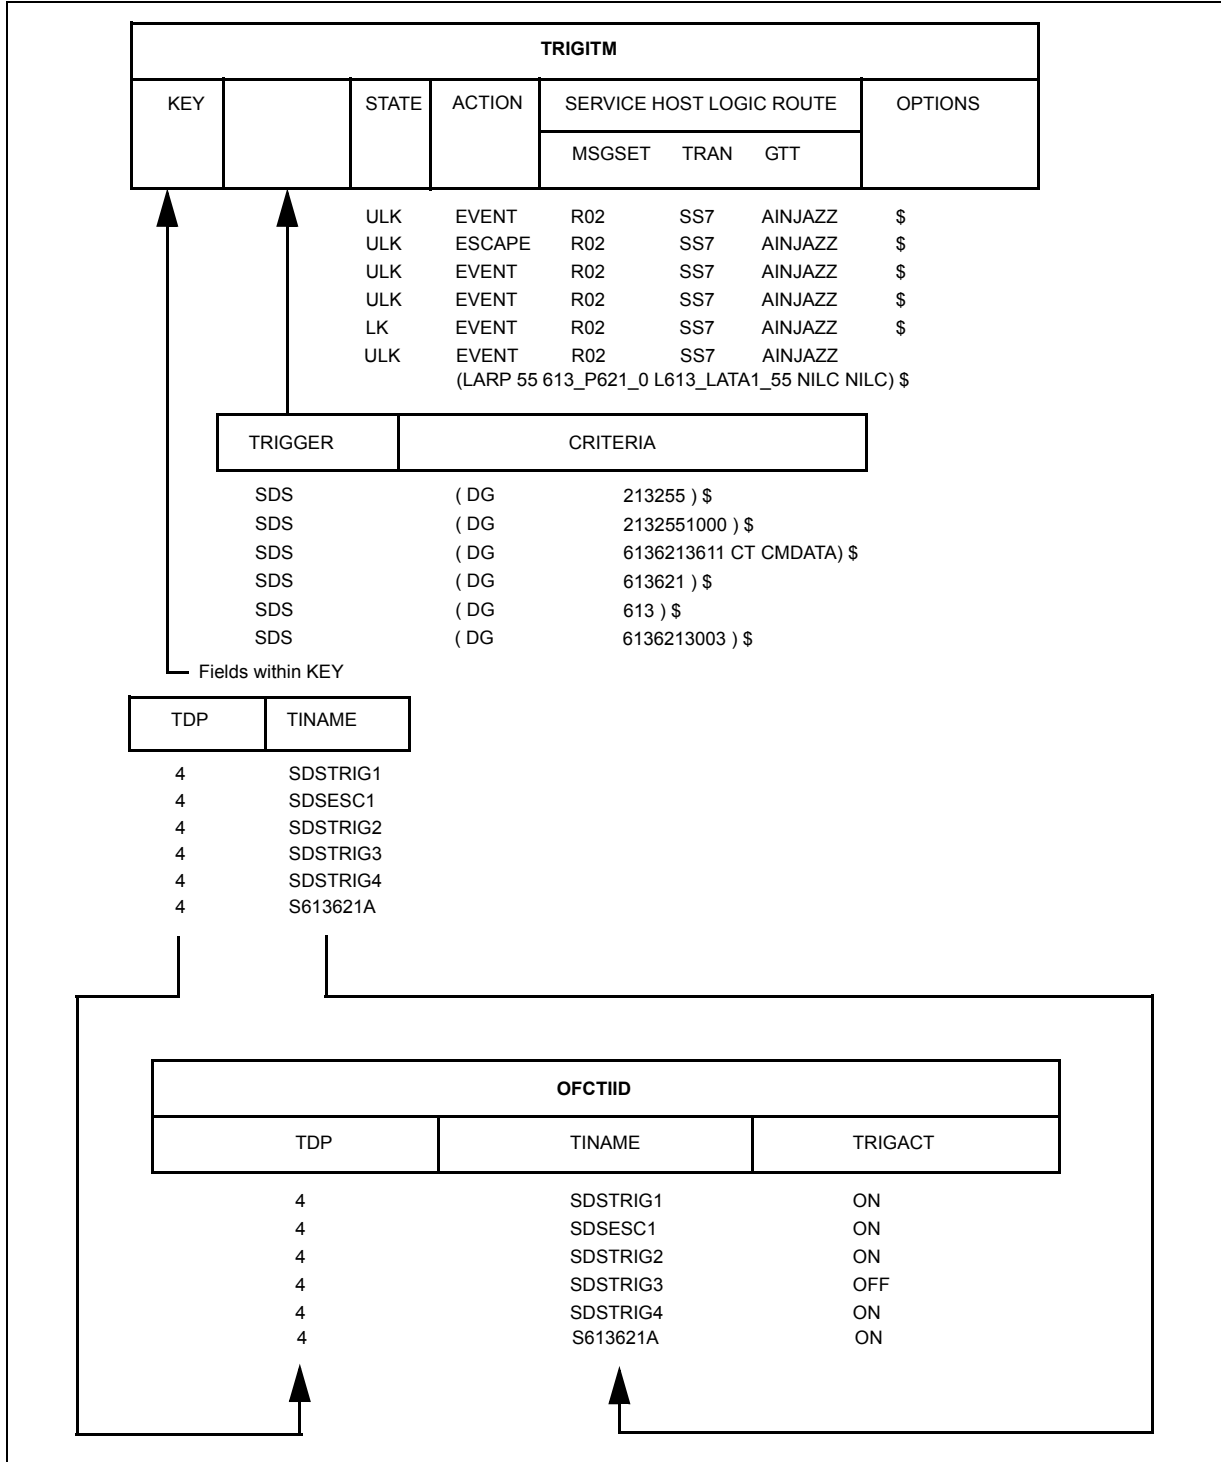 TRIGITM
KEY STATE ACTION SERVICE HOST LOGIC ROUTE OPTIONS
MSGSET TRAN GTT
ULK EVENT R02 SS7 AINJAZZ $
ULK ESCAPE R02 SS7 AINJAZZ $
ULK EVENT R02 SS7 AINJAZZ $
ULK EVENT R02 SS7 AINJAZZ $
LK EVENT R02 SS7 AINJAZZ $
ULK EVENT R02 SS7 AINJAZZ
(LARP 55 613_P621_0 L613_LATA1_55 NILC NILC) $
TRIGGER CRITERIA
SDS ( DG 213255 ) $
SDS ( DG 2132551000 ) $
SDS ( DG 6136213611 CT CMDATA) $
SDS ( DG 613621 ) $
SDS ( DG 613 ) $
SDS ( DG 6136213003 ) $
Fields within KEY
TDP TINAME
4 SDSTRIG1
4 SDSESC1
4 SDSTRIG2
4 SDSTRIG3
4 SDSTRIG4
4 S613621A
OFCTIID
TDP TINAME TRIGACT
4 SDSTRIG1 ON
4 SDSESC1 ON
4 SDSTRIG2 ON
4 SDSTRIG3 OFF
4 SDSTRIG4 ON
4 S613621A ON